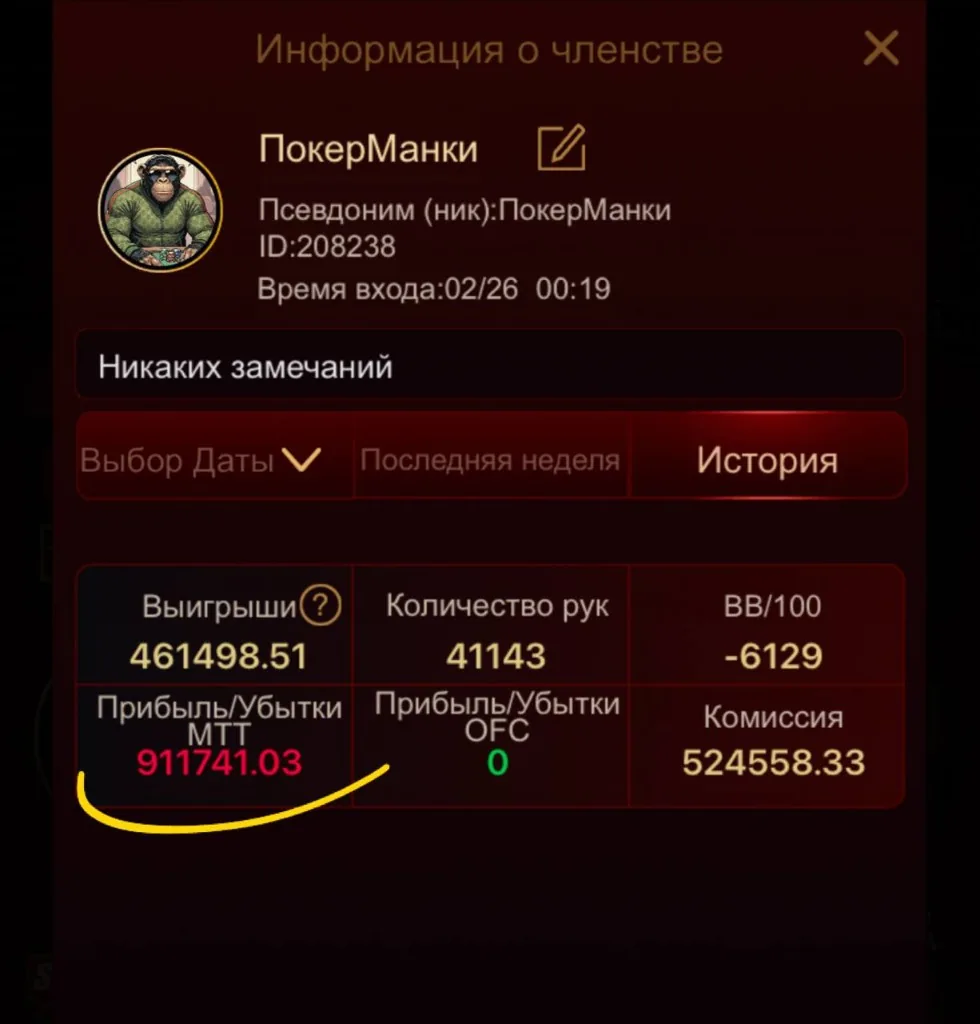 Информация о членстве
ПокерМанки
Псевдоним (ник):ПокерМанки
ID:208238
Время входа:02/26 00:19
Никаких замечаний
Выбор Даты
Последняя неделя
История
Выигрыши ?
461498.51
Количество рук
41143
BB/100
-6129
Прибыль/Убытки
МТТ
911741.03
Прибыль/Убытки
OFC
0
Комиссия
524558.33